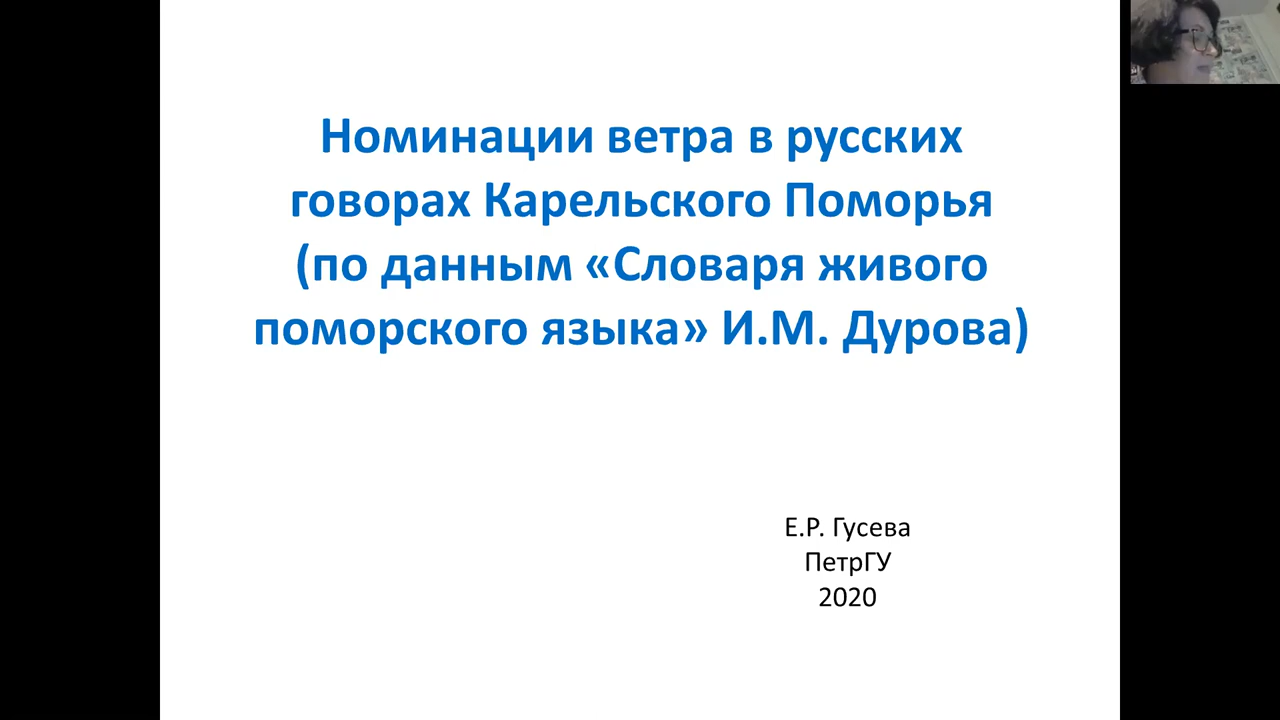 Номинации ветра в русских
говорах Карельского Поморья
(по данным «Словаря живого
поморского языка» И.М. Дурова)
Е.Р. Гусева
ПетрГУ
2020